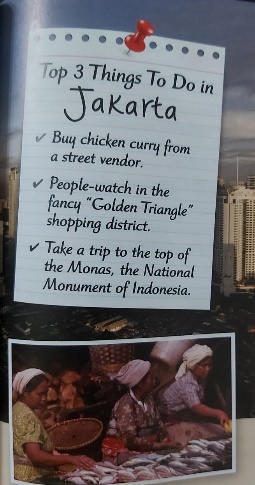 Top 3 Things To Do in
Jakarta
✓ Buy chicken curry from
a street vendor.
✓ People-watch in the
fancy "Golden Triangle"
shopping district.
✓ Take a trip to the top of
the Monas, the National
Monument of Indonesia.